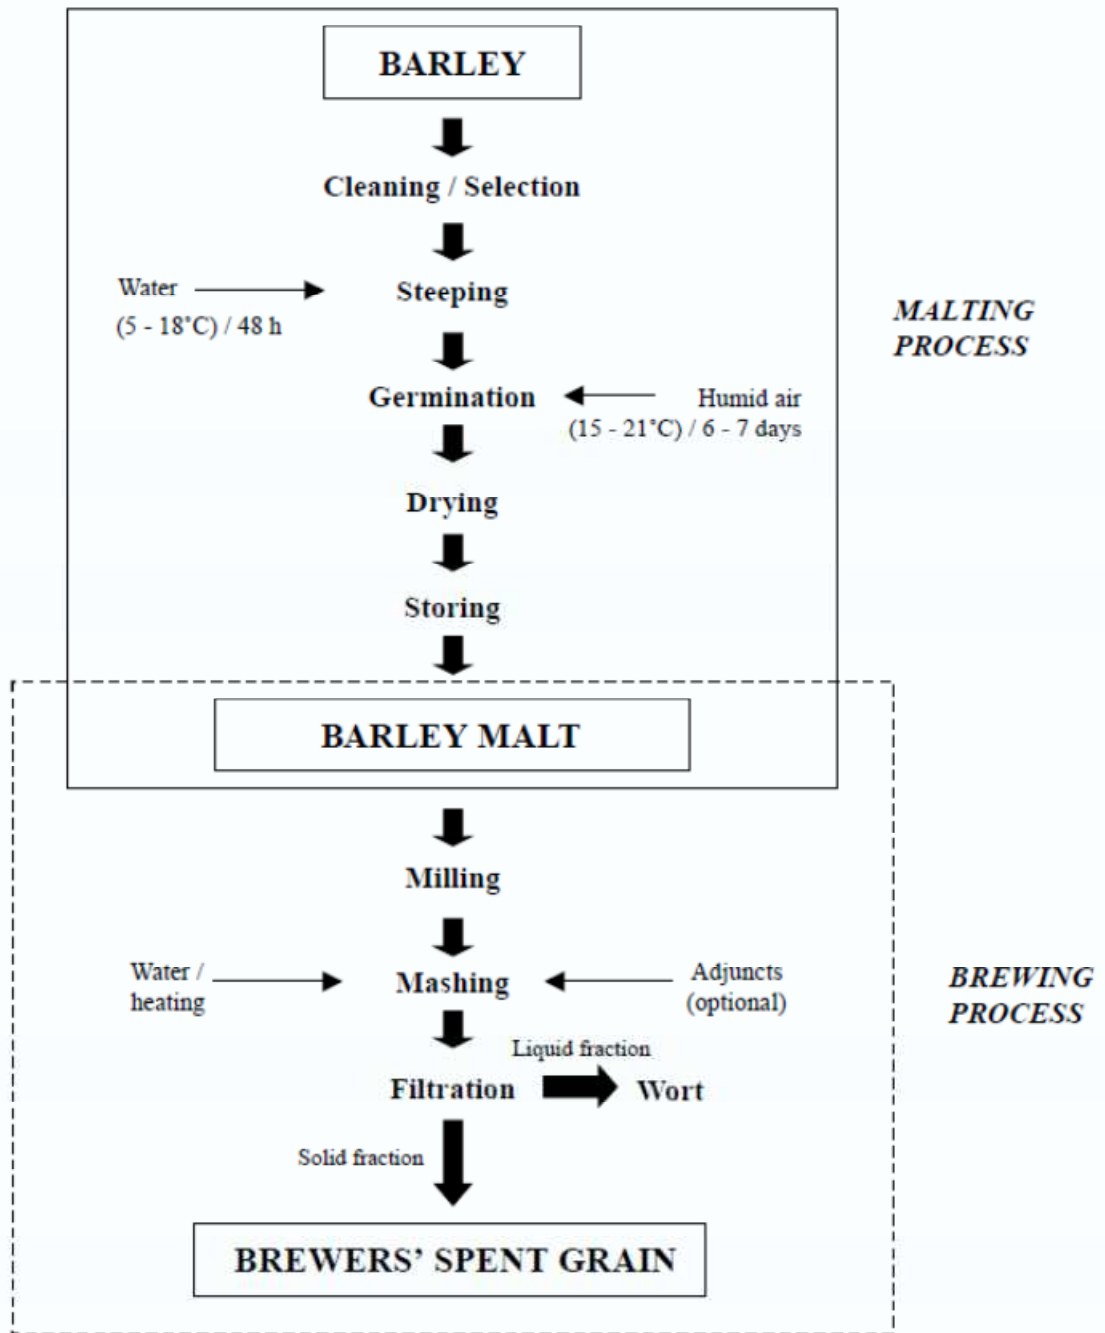 BARLEY
Cleaning / Selection
Water
(5 - 18˚C) / 48 h
Steeping
MALTING
PROCESS
Germination
Humid air
(15 - 21˚C) / 6 - 7 days
Drying
Storing
BARLEY MALT
Milling
Water /
heating
Mashing
Adjuncts
(optional)
BREWING
PROCESS
Liquid fraction
Filtration
Wort
Solid fraction
BREWERS’ SPENT GRAIN